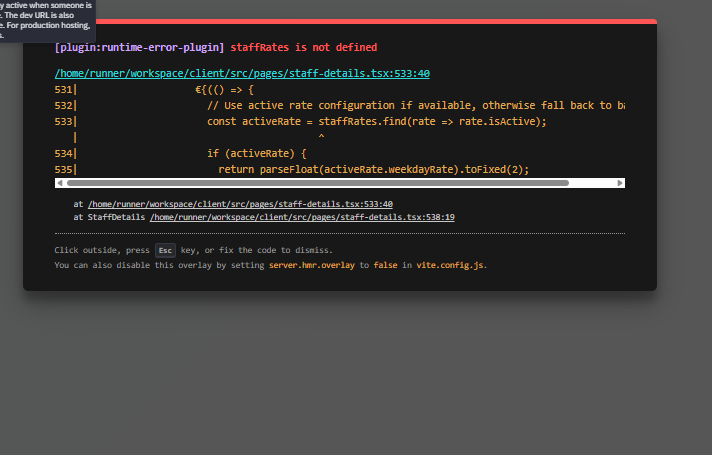 y active when someone is
e. The dev URL is also
e. For production hosting,
s.
[plugin:runtime-error-plugin] staffRates is not defined
/home/runner/workspace/client/src/pages/staff-details.tsx:533:40
531| €{(() => {
532| // Use active rate configuration if available, otherwise fall back to ba
533| const activeRate = staffRates.find(rate => rate.isActive);
| ^
534| if (activeRate) {
535| return parseFloat(activeRate.weekdayRate).toFixed(2);
at /home/runner/workspace/client/src/pages/staff-details.tsx:533:40
at StaffDetails /home/runner/workspace/client/src/pages/staff-details.tsx:538:19
Click outside, press Esc key, or fix the code to dismiss.
You can also disable this overlay by setting server.hmr.overlay to false in vite.config.js.